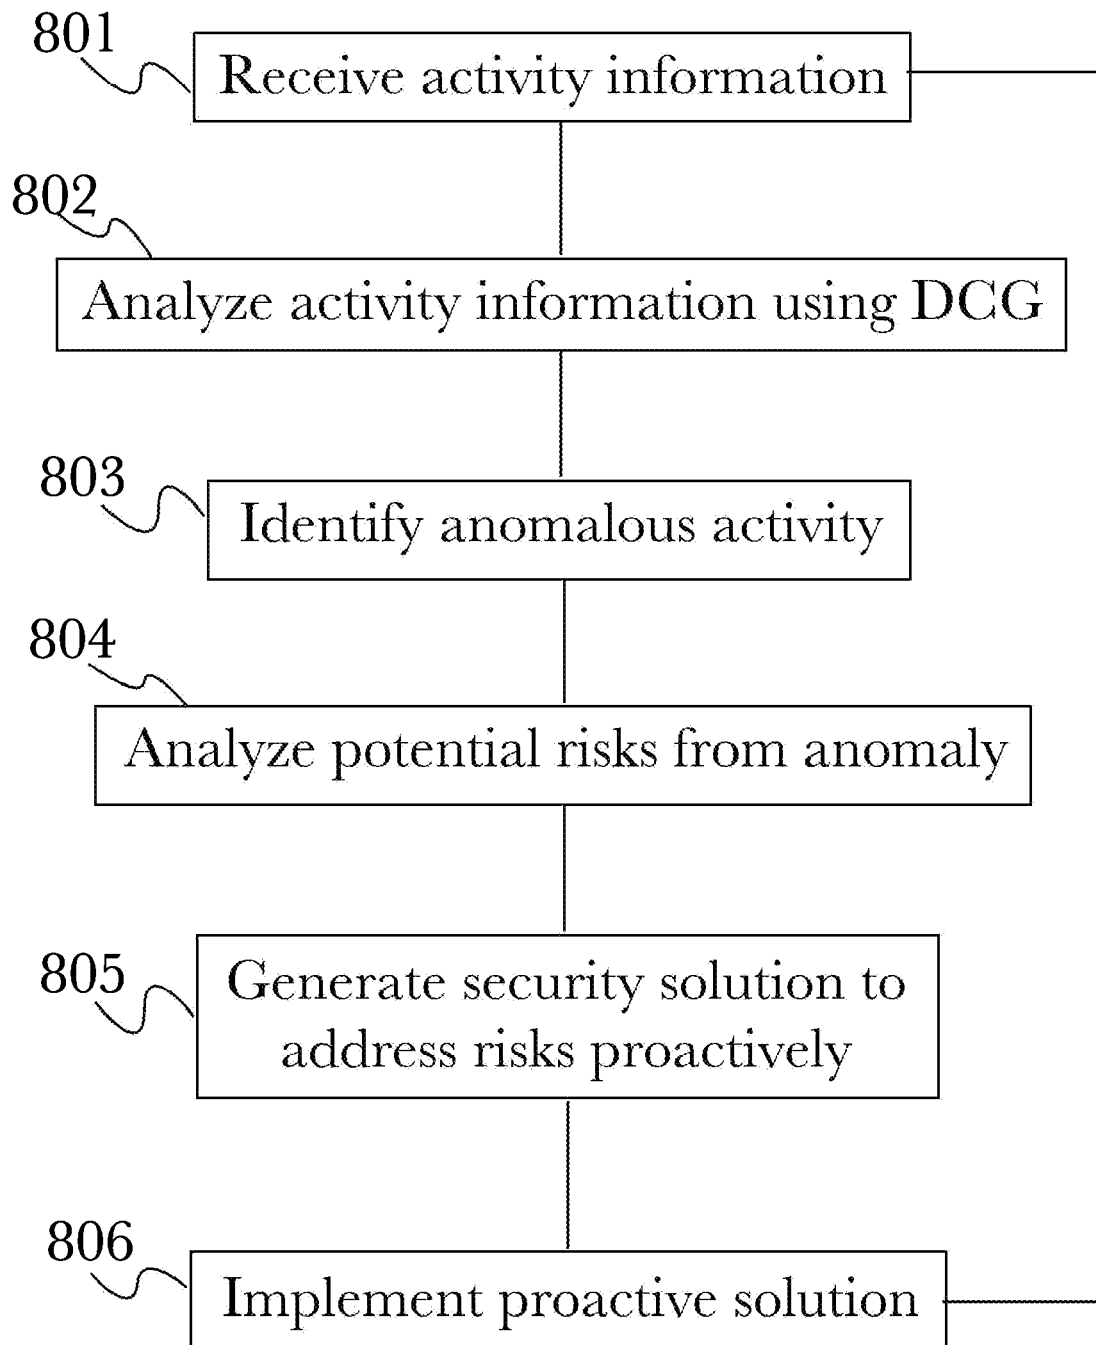 801
Receive activity information
802
Analyze activity information using DCG
803
Identify anomalous activity
804
Analyze potential risks from anomaly
805
Generate security solution to
address risks proactively
806
Implement proactive solution